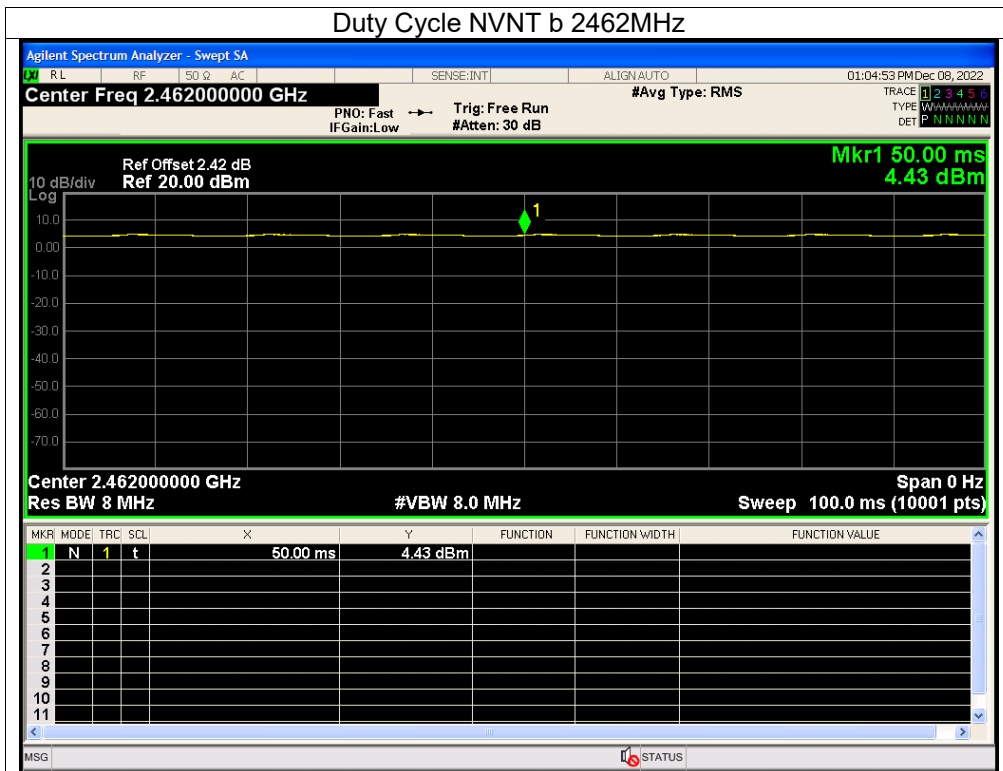 Duty Cycle NVNT b 2462MHz
Agilent Spectrum Analyzer - Swept SA
LXI RL RF 50 Ω AC SENSE:INT ALIGN AUTO 01:04:53 PM Dec 08, 2022
Center Freq 2.462000000 GHz #Avg Type: RMS TRACE 1 2 3 4 5 6
PNO: Fast Trig: Free Run TYPE WWWWWW
IFGain:Low #Atten: 30 dB DET P N N N N N
Mkr1 50.00 ms
4.43 dBm
Ref Offset 2.42 dB
10 dB/div Ref 20.00 dBm
Log
1
10.0
0.00
-10.0
-20.0
-30.0
-40.0
-50.0
-60.0
-70.0
Center 2.462000000 GHz Span 0 Hz
Res BW 8 MHz #VBW 8.0 MHz Sweep 100.0 ms (10001 pts)
MKR MODE TRC SCL X Y FUNCTION FUNCTION WIDTH FUNCTION VALUE
1 N 1 t 50.00 ms 4.43 dBm
2
3
4
5
6
7
8
9
10
11
MSG STATUS